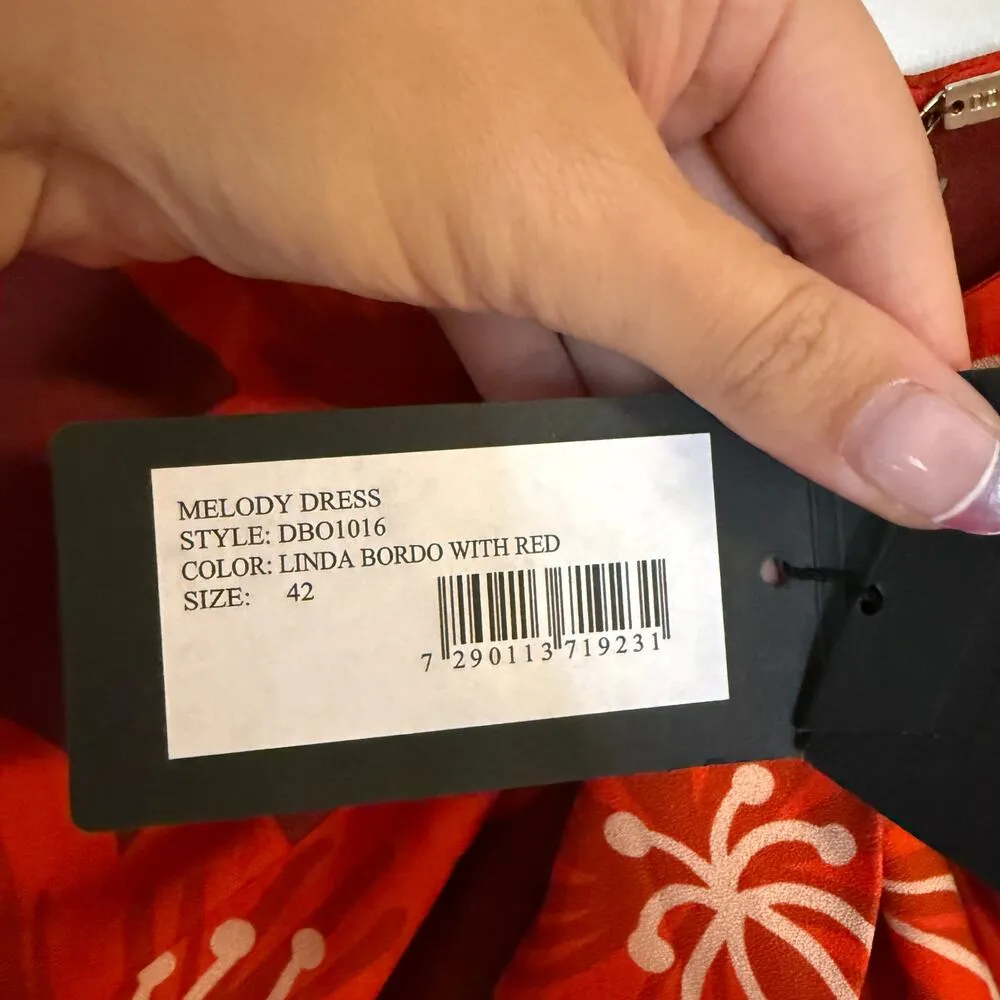 MELODY DRESS
STYLE: DBO1016
COLOR: LINDA BORDO WITH RED
SIZE: 42
7 290113 719231